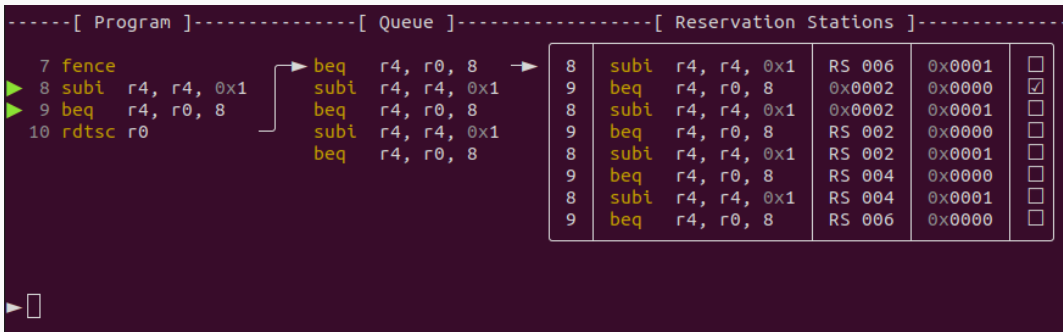 ------[ Program ]---------------[ Queue ]------------------[ Reservation Stations ]-------------
7 fence beq r4, r0, 8 8 subi r4, r4, 0x1 RS 006 0x0001 ☐
▶ 8 subi r4, r4, 0x1 subi r4, r4, 0x1 9 beq r4, r0, 8 0x0002 0x0000 ☑
▶ 9 beq r4, r0, 8 beq r4, r0, 8 8 subi r4, r4, 0x1 0x0002 0x0001 ☐
10 rdtsc r0 subi r4, r4, 0x1 9 beq r4, r0, 8 RS 002 0x0000 ☐
beq r4, r0, 8 8 subi r4, r4, 0x1 RS 002 0x0001 ☐
9 beq r4, r0, 8 RS 004 0x0000 ☐
8 subi r4, r4, 0x1 RS 004 0x0001 ☐
9 beq r4, r0, 8 RS 006 0x0000 ☐